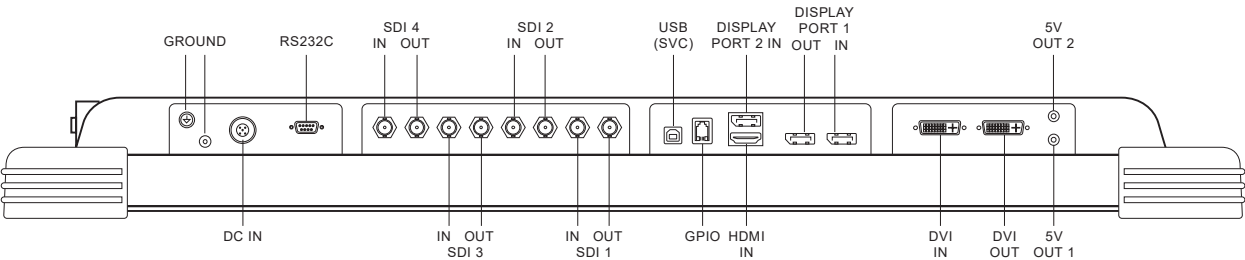 GROUND
RS232C
SDI 4
IN OUT
SDI 2
IN OUT
USB
(SVC)
DISPLAY
PORT 2 IN
DISPLAY
PORT 1
OUT IN
5V
OUT 2
DC IN
IN OUT
SDI 3
IN OUT
SDI 1
GPIO
HDMI
IN
DVI
IN
DVI
OUT
5V
OUT 1